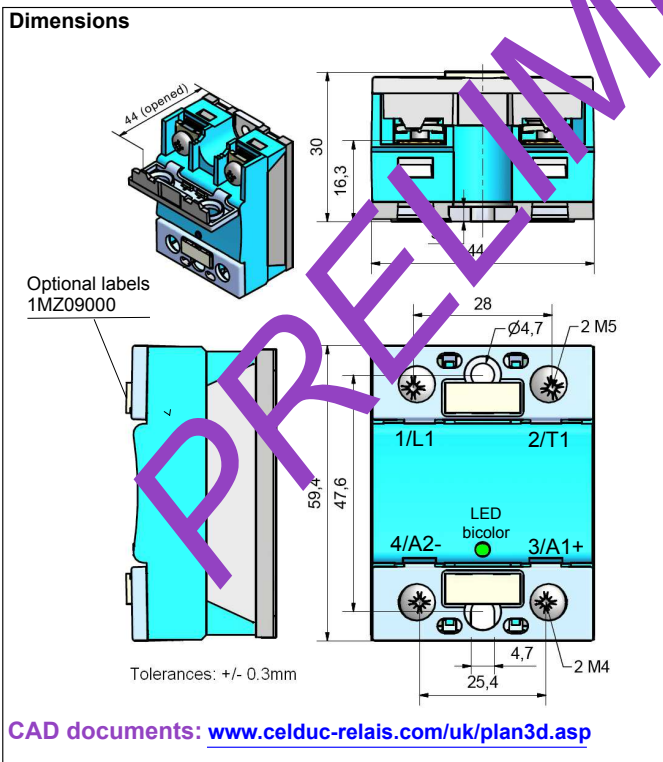 Dimensions
44 (opened)
30
16,3
44
Optional labels
1MZ09000
28
Ø4,7
2 M5
1/L1
2/T1
59,4
47,6
LED
bicolor
4/A2-
3/A1+
4,7
2 M4
25,4
Tolerances: +/- 0.3mm
CAD documents: www.celduc-relais.com/uk/plan3d.asp
PRELIM